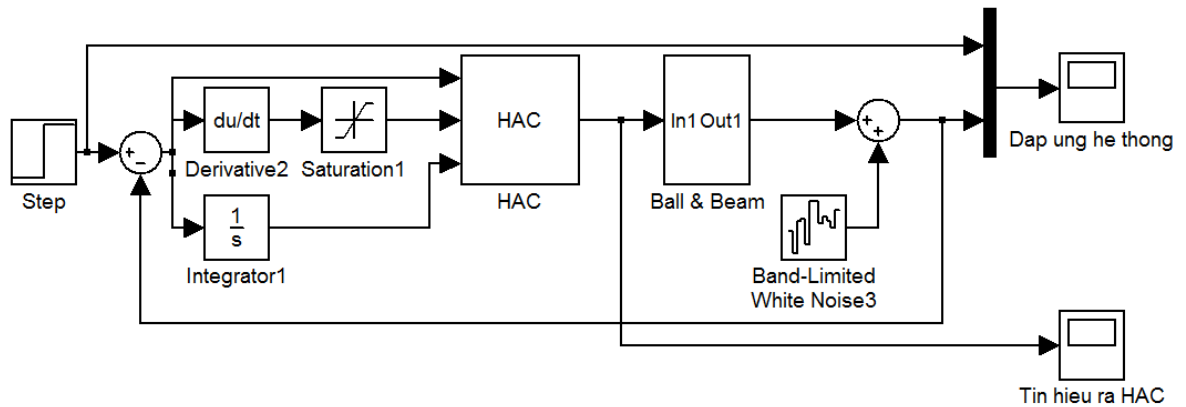 Step
+
-
du/dt
Derivative2
Saturation1
1
s
Integrator1
HAC
HAC
In1 Out1
Ball & Beam
+
+
Band-Limited
White Noise3
Dap ung he thong
Tin hieu ra HAC